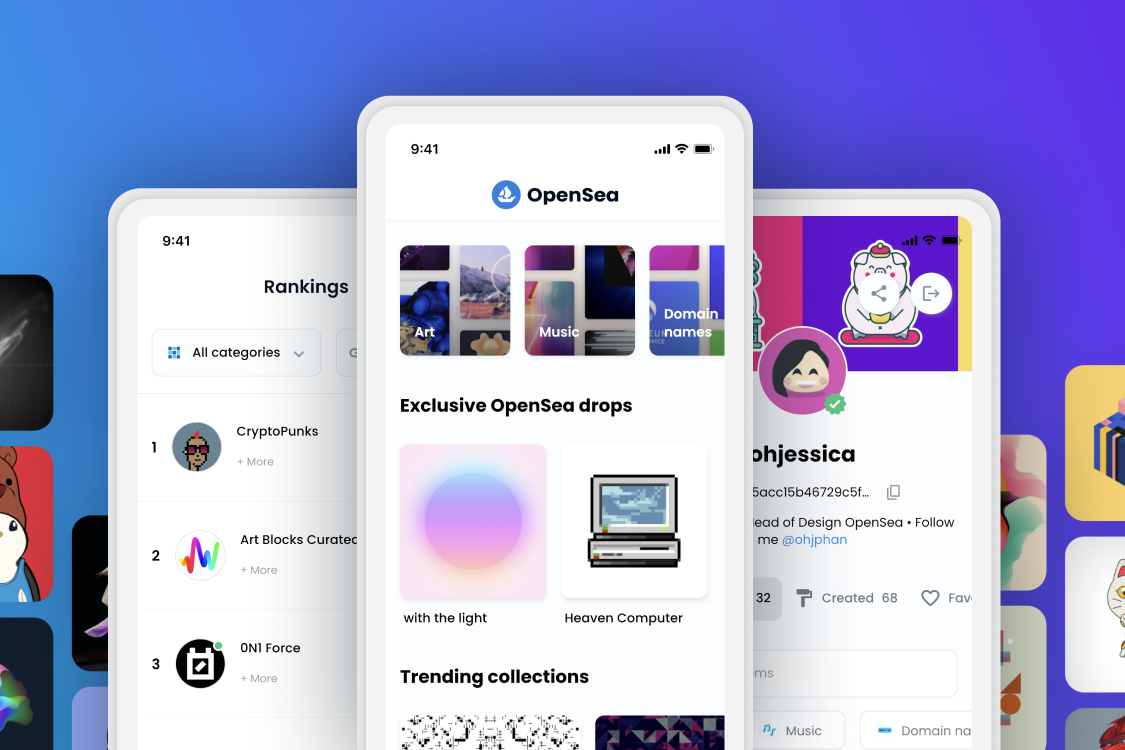 9:41
Rankings
All categories
1
CryptoPunks
+ More
2
Art Blocks Curated
+ More
3
0N1 Force
+ More
9:41
OpenSea
Art
Music
Domain
names
Exclusive OpenSea drops
with the light
Heaven Computer
Trending collections
ohjessica
5acc15b46729c5f...
Head of Design OpenSea • Follow
me @ohjphan
32
Created 68
Music
Domain na